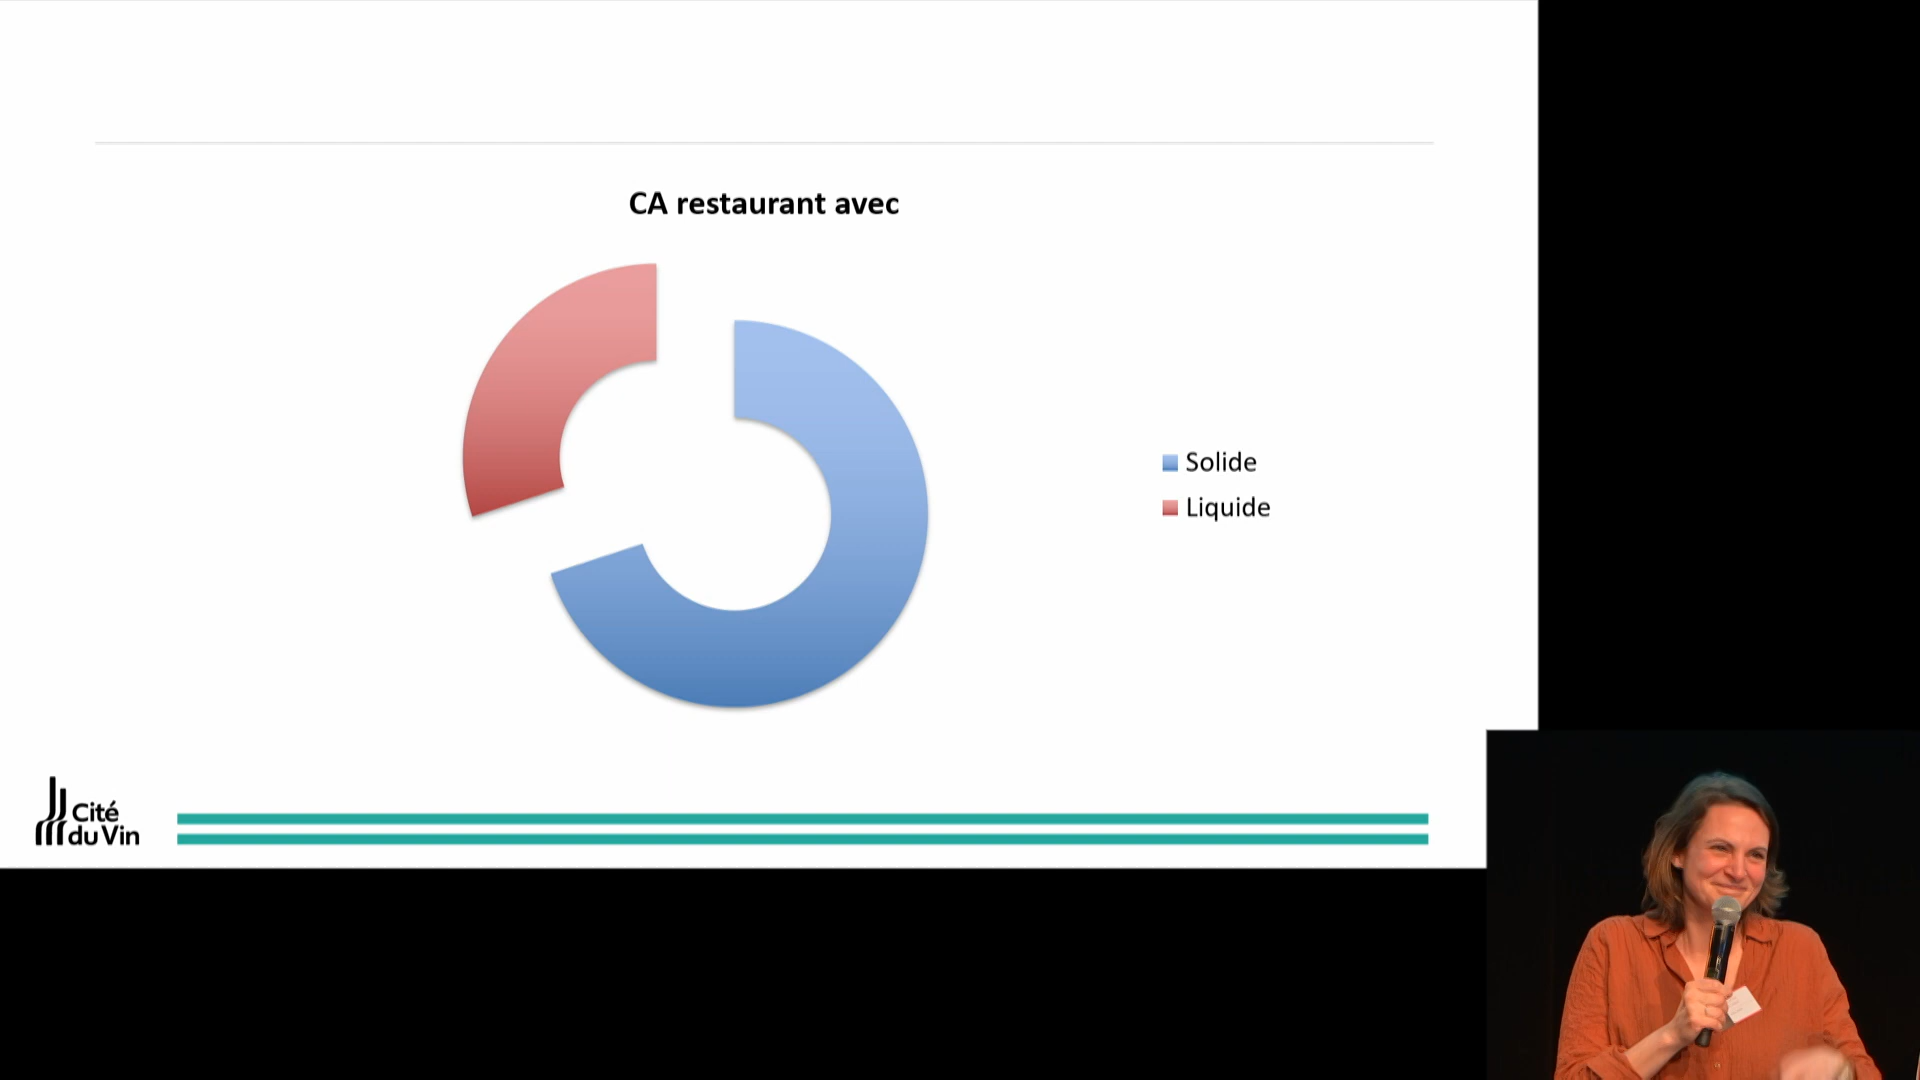 CA restaurant avec
Solide
Liquide
Cité
du Vin